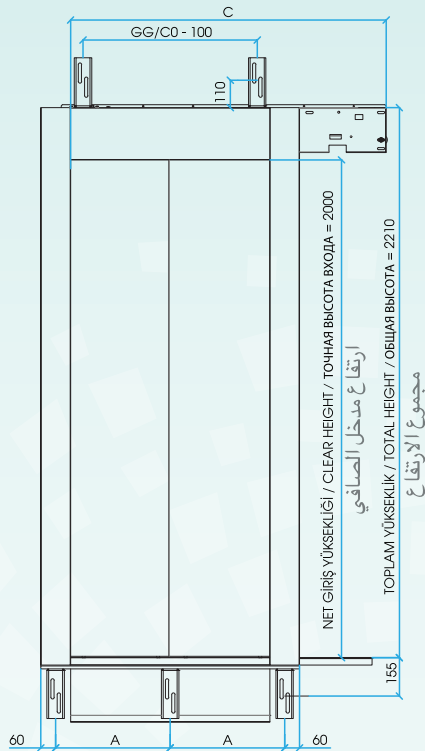 C
GG/C0 - 100
110
NET GİRİŞ YÜKSEKLİĞİ / CLEAR HEIGHT / ТОЧНАЯ ВЫСОТА ВХОДА = 2000
ارتفاع مدخل الصافي
TOPLAM YÜKSEKLİK / TOTAL HEIGHT / ОБЩАЯ ВЫСОТА = 2210
مجموع الارتفاع
155
60
A
A
60